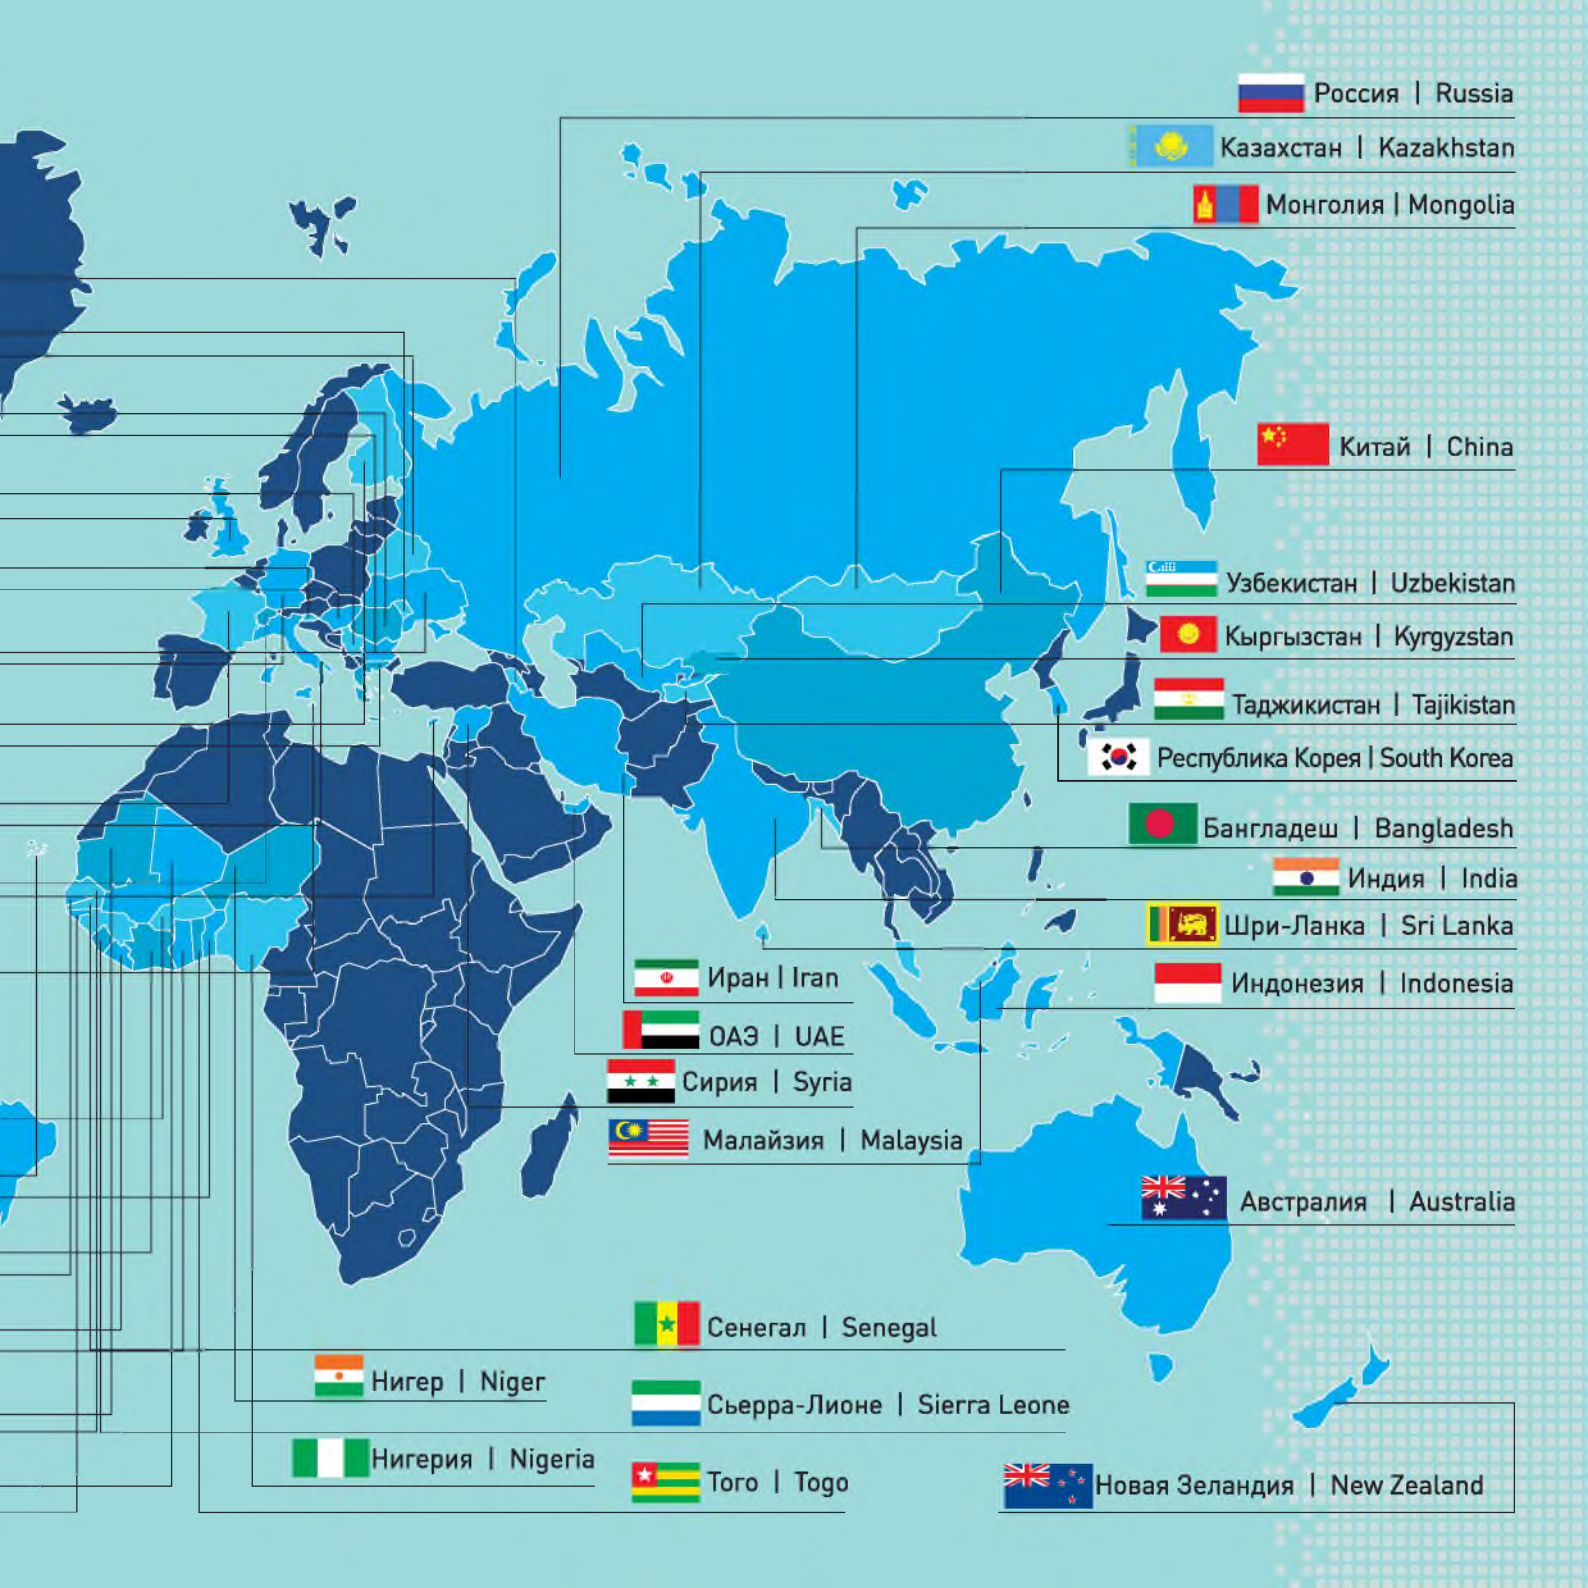 Россия | Russia
Казахстан | Kazakhstan
Монголия | Mongolia
Китай | China
Узбекистан | Uzbekistan
Кыргызстан | Kyrgyzstan
Таджикистан | Tajikistan
Республика Корея | South Korea
Бангладеш | Bangladesh
Индия | India
Шри-Ланка | Sri Lanka
Индонезия | Indonesia
Иран | Iran
ОАЭ | UAE
Сирия | Syria
Малайзия | Malaysia
Австралия | Australia
Сенегал | Senegal
Нигер | Niger
Сьерра-Лионе | Sierra Leone
Нигерия | Nigeria
Того | Togo
Новая Зеландия | New Zealand